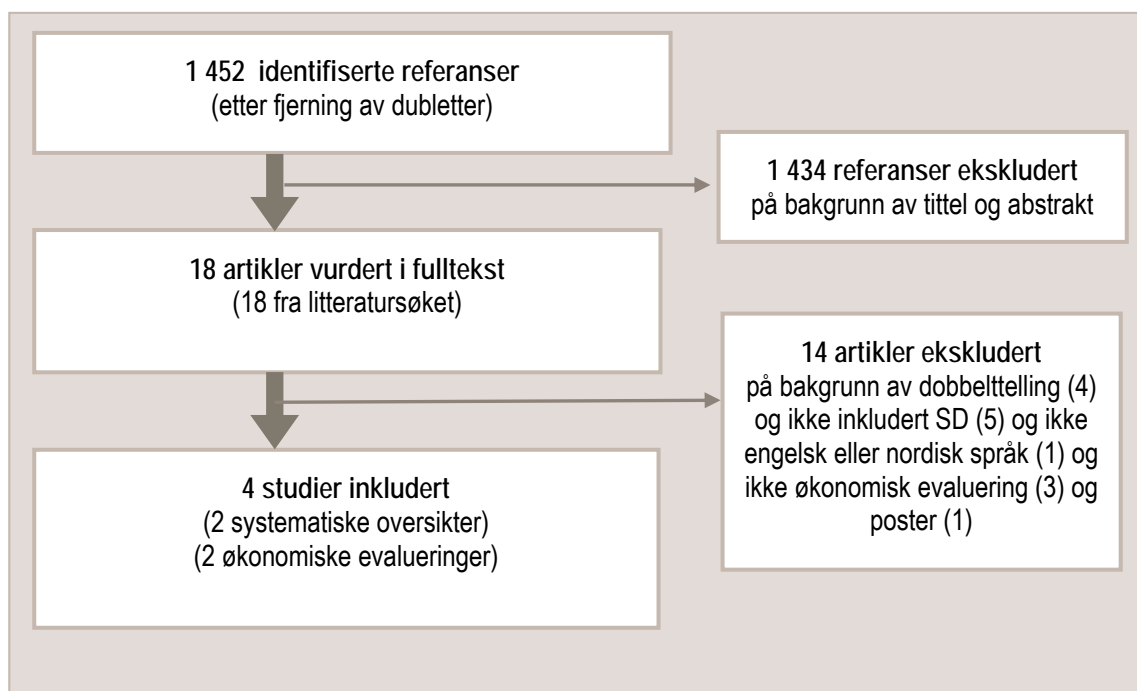 1 452 identifiserte referanser
(etter fjerning av dubletter)
1 434 referanser ekskludert
på bakgrunn av tittel og abstrakt
18 artikler vurdert i fulltekst
(18 fra litteratursøket)
14 artikler ekskludert
på bakgrunn av dobbelttelling (4)
og ikke inkludert SD (5) og ikke
engelsk eller nordisk språk (1) og
ikke økonomisk evaluering (3) og
poster (1)
4 studier inkludert
(2 systematiske oversikter)
(2 økonomiske evalueringer)